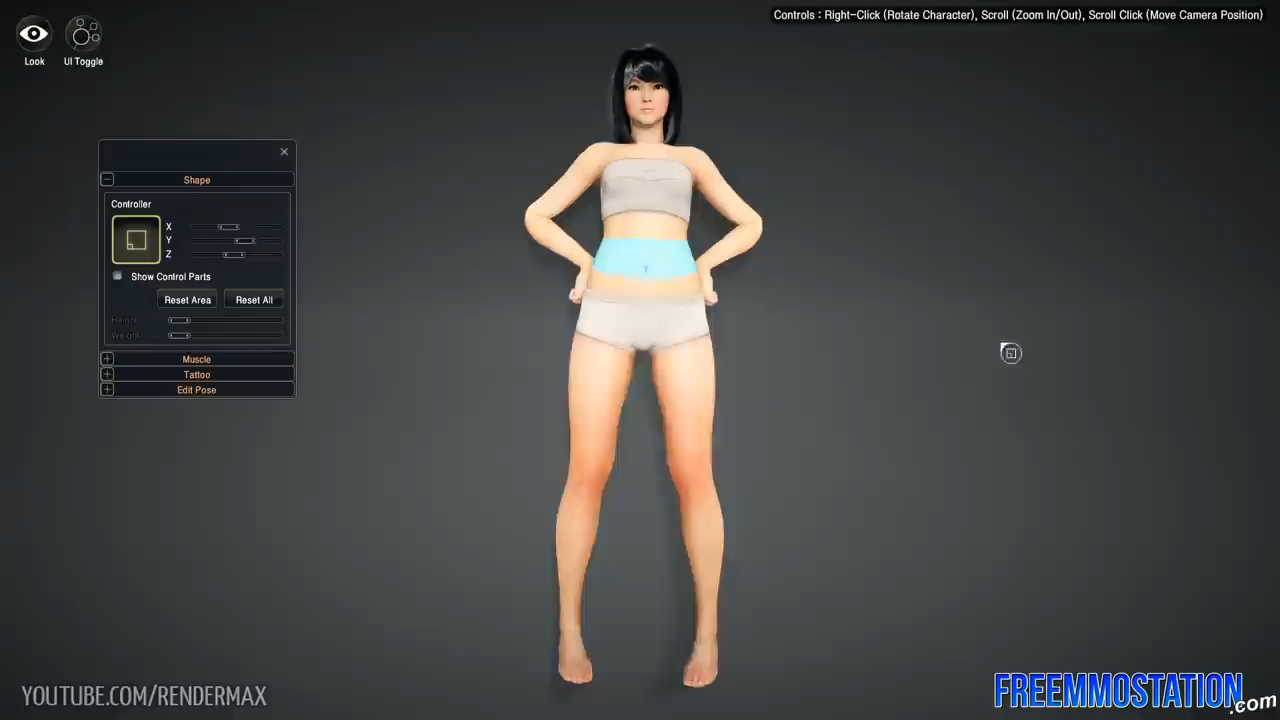 Controls : Right-Click (Rotate Character), Scroll (Zoom In/Out), Scroll Click (Move Camera Position)
Look
UI Toggle
Shape
Controller
X
Y
Z
Show Control Parts
Reset Area
Reset All
Height
Weight
Muscle
Tattoo
Edit Pose
YOUTUBE.COM/RENDERMAX
FREEMMOSTATION.com